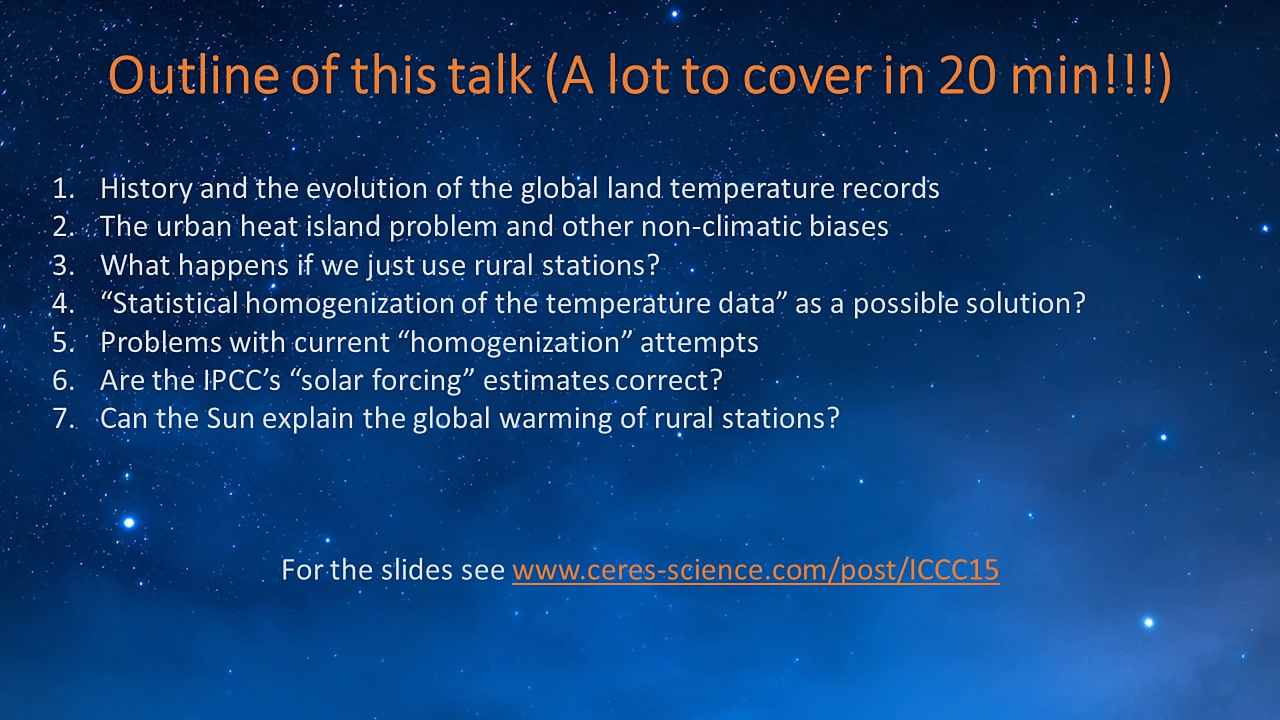 Outline of this talk (A lot to cover in 20 min!!!)
1. History and the evolution of the global land temperature records
2. The urban heat island problem and other non-climatic biases
3. What happens if we just use rural stations?
4. “Statistical homogenization of the temperature data” as a possible solution?
5. Problems with current “homogenization” attempts
6. Are the IPCC’s “solar forcing” estimates correct?
7. Can the Sun explain the global warming of rural stations?
For the slides see www.ceres-science.com/post/ICCC15